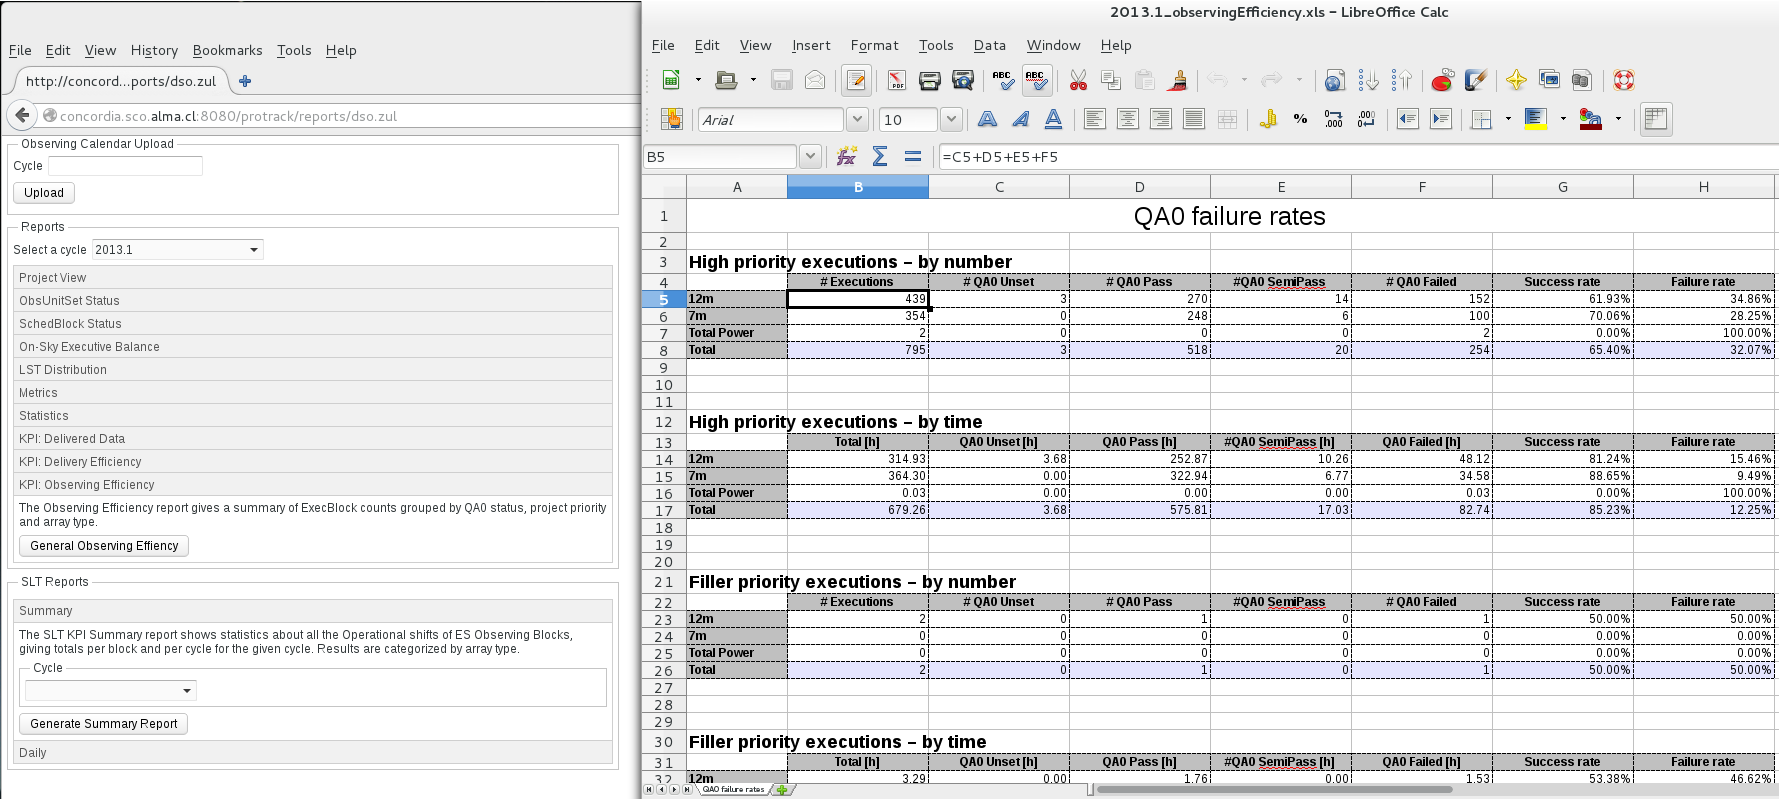 File Edit View History Bookmarks Tools Help
http://concord...ports/dso.zul
concordia.sco.alma.cl:8080/protrack/reports/dso.zul
Observing Calendar Upload
Cycle
Upload
Reports
Select a cycle 2013.1
Project View
ObsUnitSet Status
SchedBlock Status
On-Sky Executive Balance
LST Distribution
Metrics
Statistics
KPI: Delivered Data
KPI: Delivery Efficiency
KPI: Observing Efficiency
The Observing Efficiency report gives a summary of ExecBlock counts grouped by QA0 status, project priority
and array type.
General Observing Effiency
SLT Reports
Summary
The SLT KPI Summary report shows statistics about all the Operational shifts of ES Observing Blocks,
giving totals per block and per cycle for the given cycle. Results are categorized by array type.
Cycle
Generate Summary Report
Daily
2013.1_observingEfficiency.xls – LibreOffice Calc
File Edit View Insert Format Tools Data Window Help
PDF ABC ABC
Arial 10 A A A % .000 .000
B5 fx Σ = =C5+D5+E5+F5
A B C D E F G H
1 QA0 failure rates
2
3 High priority executions – by number
4 # Executions # QA0 Unset # QA0 Pass #QA0 SemiPass # QA0 Failed Success rate Failure rate
5 12m 439 3 270 14 152 61.93% 34.86%
6 7m 354 0 248 6 100 70.06% 28.25%
7 Total Power 2 0 0 0 2 0.00% 100.00%
8 Total 795 3 518 20 254 65.40% 32.07%
9
10
11
12 High priority executions – by time
13 Total [h] QA0 Unset [h] QA0 Pass [h] #QA0 SemiPass [h] QA0 Failed [h] Success rate Failure rate
14 12m 314.93 3.68 252.87 10.26 48.12 81.24% 15.46%
15 7m 364.30 0.00 322.94 6.77 34.58 88.65% 9.49%
16 Total Power 0.03 0.00 0.00 0.00 0.03 0.00% 100.00%
17 Total 679.26 3.68 575.81 17.03 82.74 85.23% 12.25%
18
19
20
21 Filler priority executions – by number
22 # Executions # QA0 Unset # QA0 Pass #QA0 SemiPass # QA0 Failed Success rate Failure rate
23 12m 2 0 1 0 1 50.00% 50.00%
24 7m 0 0 0 0 0 0.00% 0.00%
25 Total Power 0 0 0 0 0 0.00% 0.00%
26 Total 2 0 1 0 1 50.00% 50.00%
27
28
29
30 Filler priority executions – by time
31 Total [h] QA0 Unset [h] QA0 Pass [h] #QA0 SemiPass [h] QA0 Failed [h] Success rate Failure rate
32 12m 3.29 0.00 1.76 0.00 1.53 53.38% 46.62%
QA0 failure rates